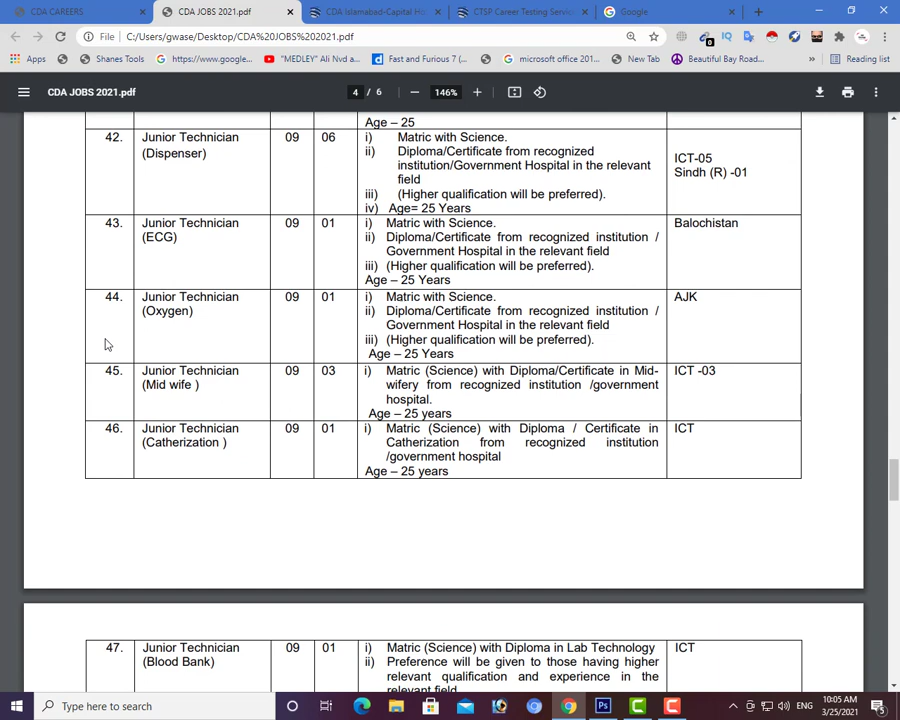 CDA CAREERS
CDA JOBS 2021.pdf
CDA Islamabad-Capital H
CTSP Career Testing Servic
Google
File
C:/Users/gwase/Desktop/CDA%20JOBS%202021.pdf
Apps
Shanes Tools
https://www.google...
"MEDLEY" Ali Nvd a...
Fast and Furious 7 (...
microsoft office 201...
New Tab
Beautiful Bay Road...
»
Reading list
CDA JOBS 2021.pdf
4 / 6
146%
Age – 25
42. Junior Technician 09 06 i) Matric with Science.
(Dispenser) ii) Diploma/Certificate from recognized
institution/Government Hospital in the relevant ICT-05
field Sindh (R) -01
iii) (Higher qualification will be preferred).
iv) Age= 25 Years
43. Junior Technician 09 01 i) Matric with Science. Balochistan
(ECG) ii) Diploma/Certificate from recognized institution /
Government Hospital in the relevant field
iii) (Higher qualification will be preferred).
Age – 25 Years
44. Junior Technician 09 01 i) Matric with Science. AJK
(Oxygen) ii) Diploma/Certificate from recognized institution /
Government Hospital in the relevant field
iii) (Higher qualification will be preferred).
Age – 25 Years
45. Junior Technician 09 03 i) Matric (Science) with Diploma/Certificate in Mid- ICT -03
(Mid wife ) wifery from recognized institution /government
hospital.
Age – 25 years
46. Junior Technician 09 01 i) Matric (Science) with Diploma / Certificate in ICT
(Catherization ) Catherization from recognized institution
/government hospital
Age – 25 years
47. Junior Technician 09 01 i) Matric (Science) with Diploma in Lab Technology ICT
(Blood Bank) ii) Preference will be given to those having higher
relevant qualification and experience in the
relevant field
Type here to search
ENG
10:05 AM
3/25/2021